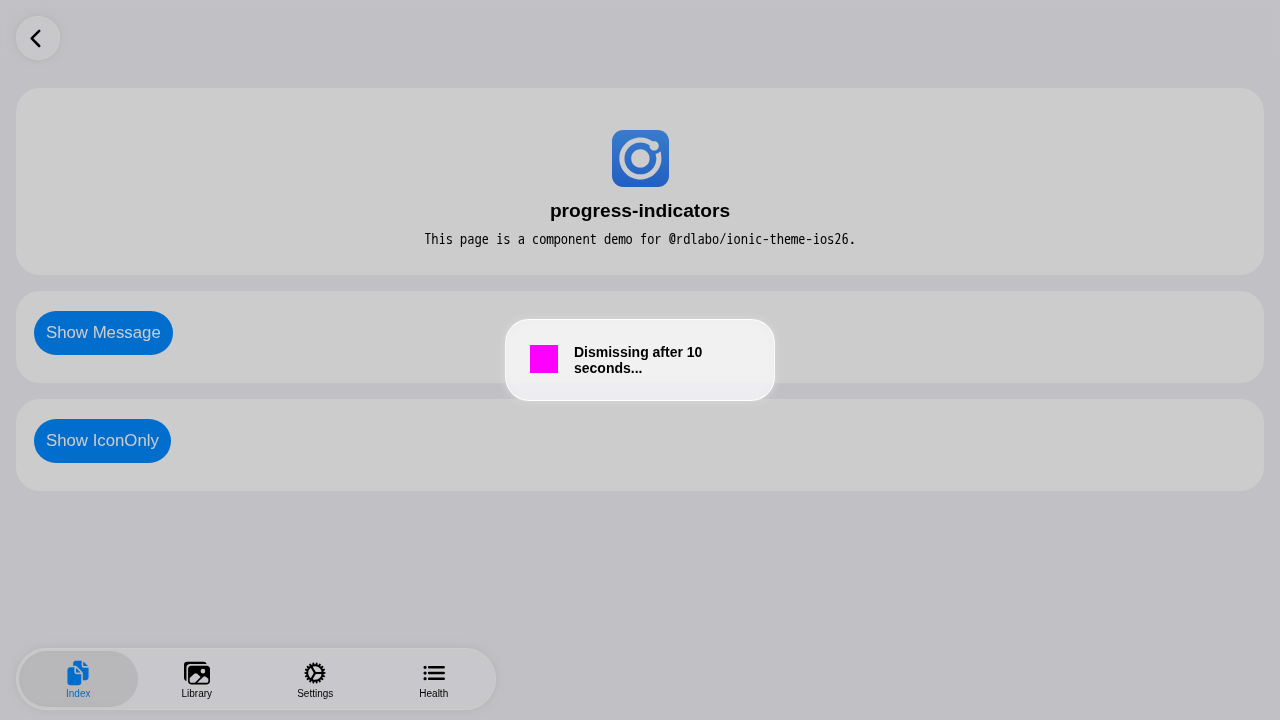 progress-indicators
This page is a component demo for @rdlabo/ionic-theme-ios26.
Show Message
Dismissing after 10
seconds...
Show IconOnly
Index
Library
Settings
Health